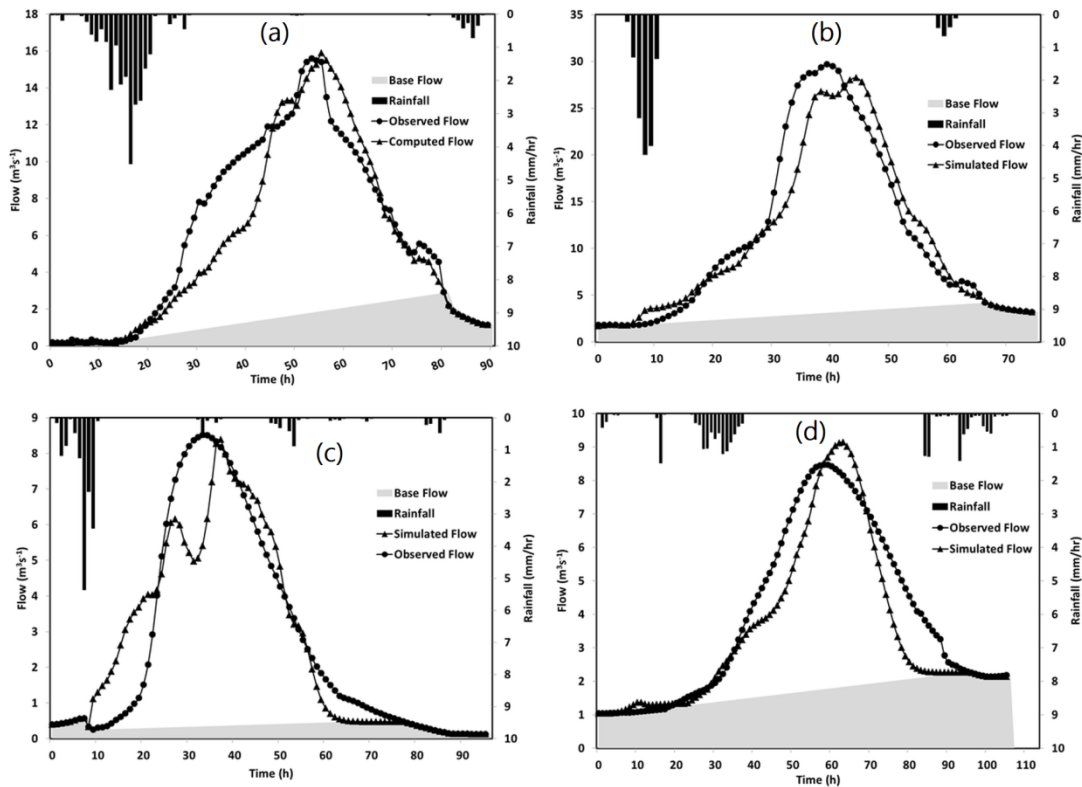 (a)
18
16
14
12
10
8
6
4
2
0
Flow (m³s⁻¹)
0
1
2
3
4
5
6
7
8
9
10
Rainfall (mm/hr)
Base Flow
Rainfall
Observed Flow
Computed Flow
0 10 20 30 40 50 60 70 80 90
Time (h)
(b)
35
30
25
20
15
10
5
0
Flow (m³s⁻¹)
0
1
2
3
4
5
6
7
8
9
10
Rainfall (mm/hr)
Base Flow
Rainfall
Observed Flow
Simulated Flow
0 10 20 30 40 50 60 70
Time (h)
(c)
9
8
7
6
5
4
3
2
1
0
Flow (m³s⁻¹)
0
1
2
3
4
5
6
7
8
9
10
Rainfall (mm/hr)
Base Flow
Rainfall
Simulated Flow
Observed Flow
0 10 20 30 40 50 60 70 80 90
Time (h)
(d)
10
9
8
7
6
5
4
3
2
1
0
Flow (m³s⁻¹)
0
1
2
3
4
5
6
7
8
9
10
Rainfall (mm/hr)
Base Flow
Rainfall
Observed Flow
Simulated Flow
0 10 20 30 40 50 60 70 80 90 100 110
Time (h)